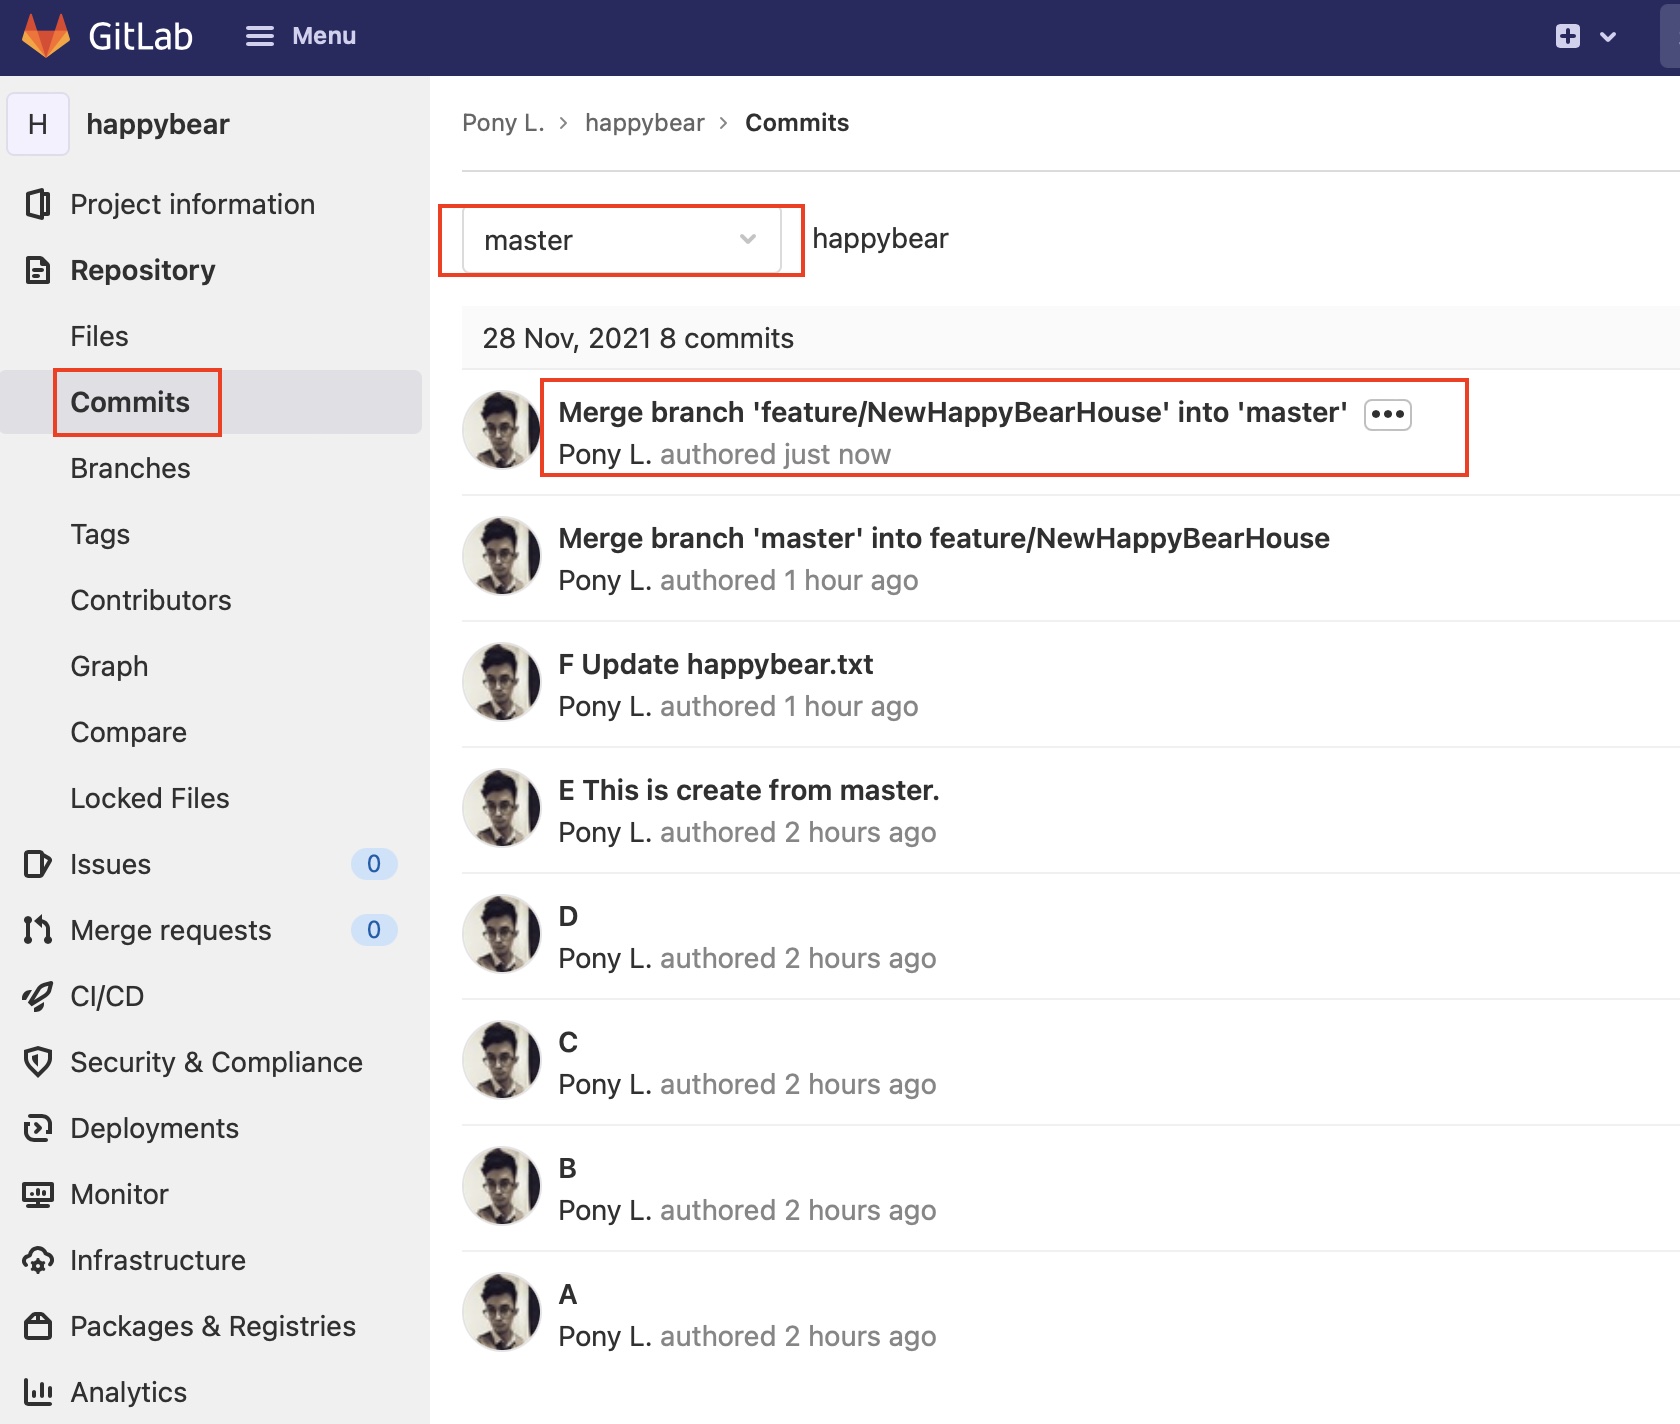 GitLab
Menu
H
happybear
Project information
Repository
Files
Commits
Branches
Tags
Contributors
Graph
Compare
Locked Files
Issues
0
Merge requests
0
CI/CD
Security & Compliance
Deployments
Monitor
Infrastructure
Packages & Registries
Analytics
Pony L. > happybear > Commits
master
happybear
28 Nov, 2021 8 commits
Merge branch 'feature/NewHappyBearHouse' into 'master'
Pony L. authored just now
Merge branch 'master' into feature/NewHappyBearHouse
Pony L. authored 1 hour ago
F Update happybear.txt
Pony L. authored 1 hour ago
E This is create from master.
Pony L. authored 2 hours ago
D
Pony L. authored 2 hours ago
C
Pony L. authored 2 hours ago
B
Pony L. authored 2 hours ago
A
Pony L. authored 2 hours ago